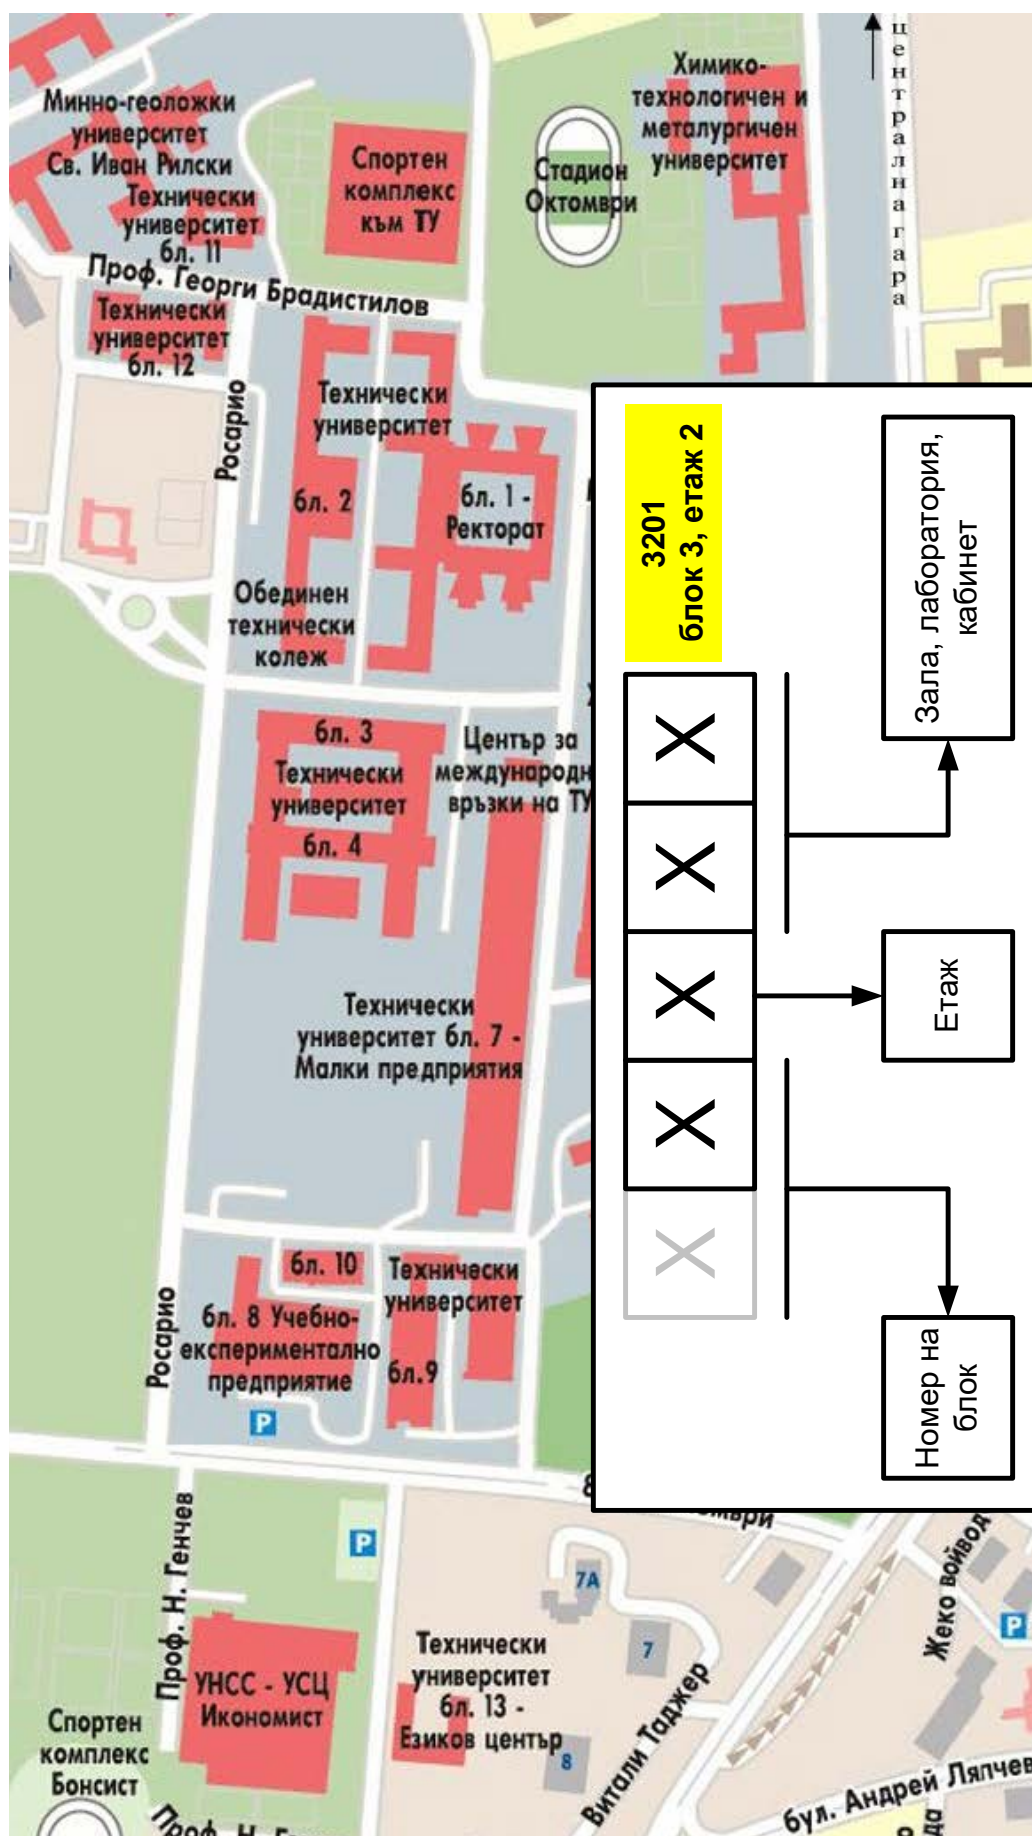 Минно-геоложки
университет
Св. Иван Рилски
Технически
университет
бл. 11
Спортен
комплекс
към ТУ
Стадион
Октомври
Химико-
технологичен и
металургичен
университет
централна гара
Проф. Георги Брадистилов
Технически
университет
бл. 12
Росарио
Технически
университет
бл. 2
бл. 1 -
Ректорат
Обединен
технически
колеж
бл. 3
Технически
университет
бл. 4
Център за
международн
връзки на ТУ
Технически
университет бл. 7 -
Малки предприятия
бл. 10
Технически
университет
бл. 8 Учебно-
експериментално
предприятие
бл.9
Росарио
P
3201
блок 3, етаж 2
X
X
X
X
X
Зала, лаборатория,
кабинет
Етаж
Номер на
блок
Проф. Н. Генчев
P
7A
7
8
Жеко войвод
P
УНСС - УСЦ
Икономист
Технически
университет
бл. 13 -
Езиков център
Витали Таджер
Спортен
комплекс
Бонсист
бул. Андрей Ляпчев